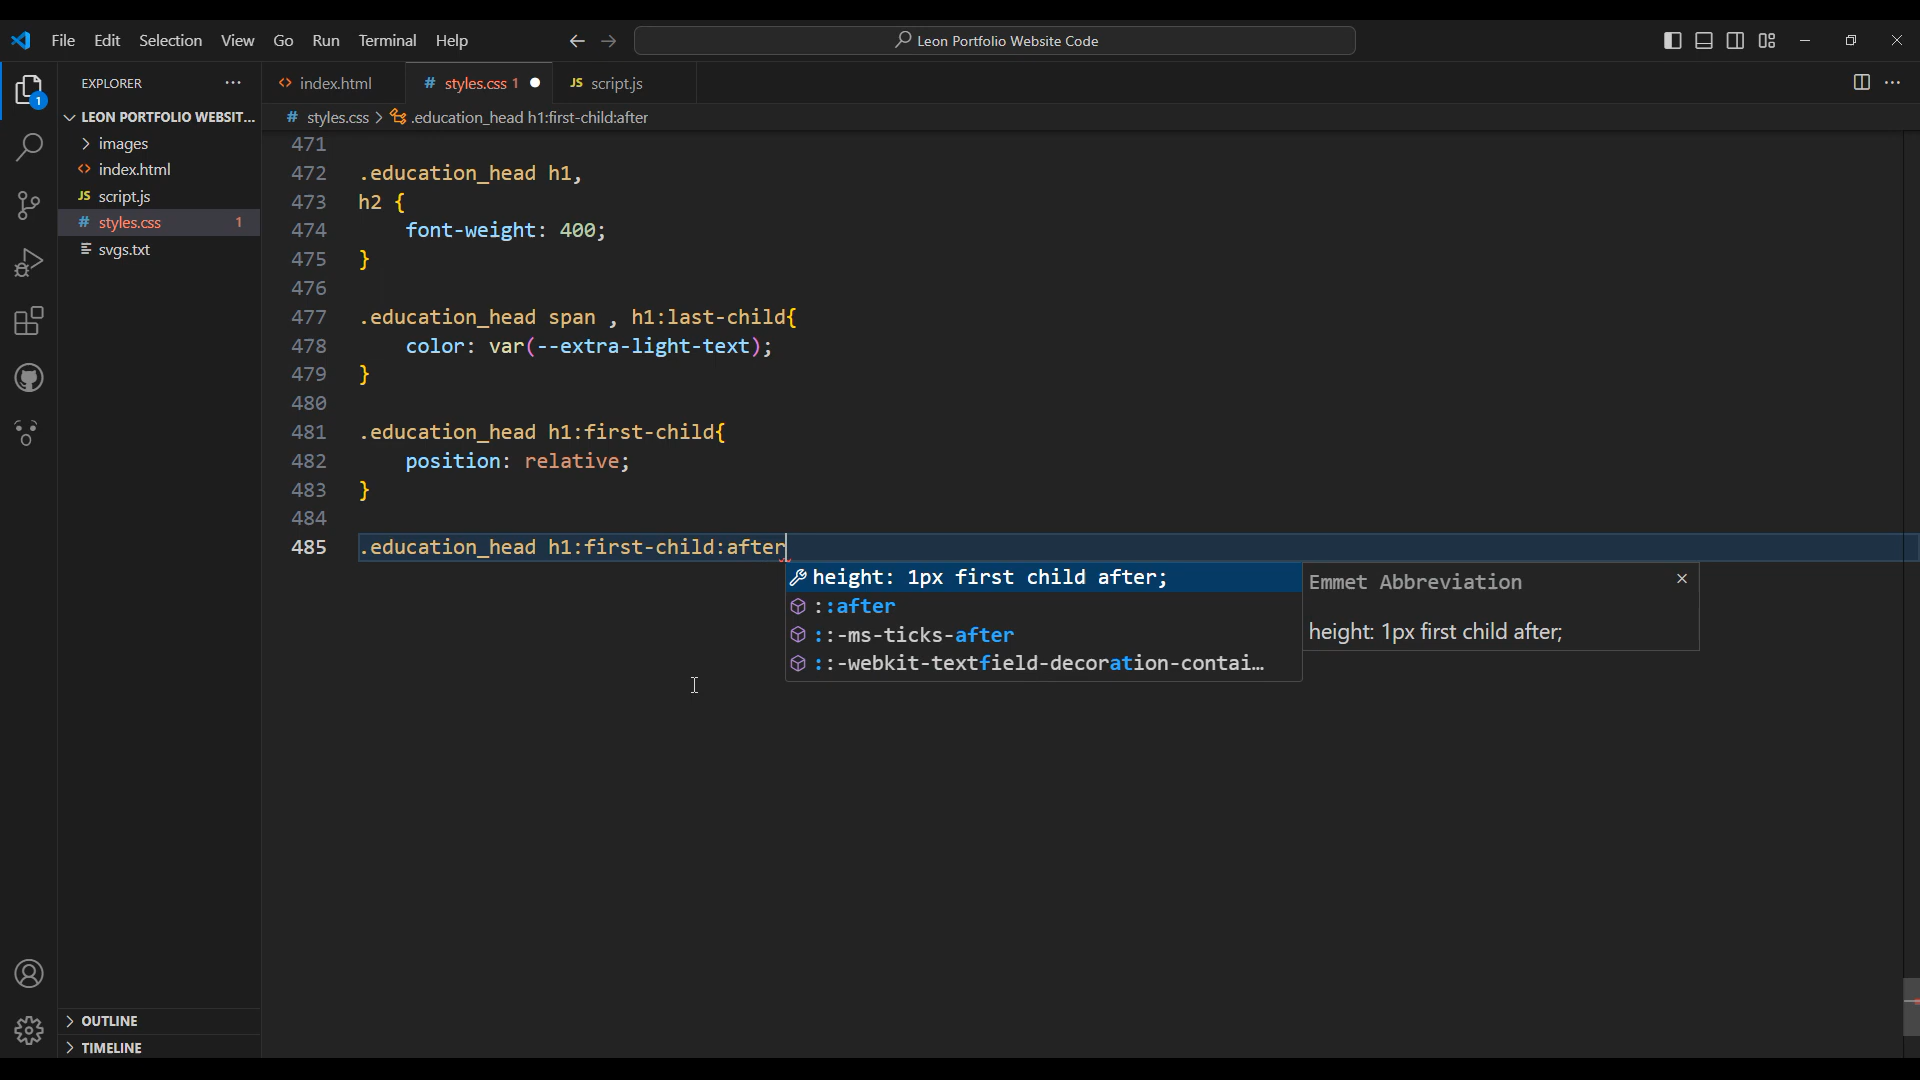 File Edit Selection View Go Run Terminal Help
Leon Portfolio Website Code
EXPLORER
LEON PORTFOLIO WEBSIT...
images
index.html
JS script.js
# styles.css 1
svgs.txt
OUTLINE
TIMELINE
1
index.html # styles.css 1 JS script.js
# styles.css > .education_head h1:first-child:after
471
472 .education_head h1,
473 h2 {
474 font-weight: 400;
475 }
476
477 .education_head span , h1:last-child{
478 color: var(--extra-light-text);
479 }
480
481 .education_head h1:first-child{
482 position: relative;
483 }
484
485 .education_head h1:first-child:after
height: 1px first child after;
::after
::-ms-ticks-after
::-webkit-textfield-decoration-contai...
Emmet Abbreviation
height: 1px first child after;